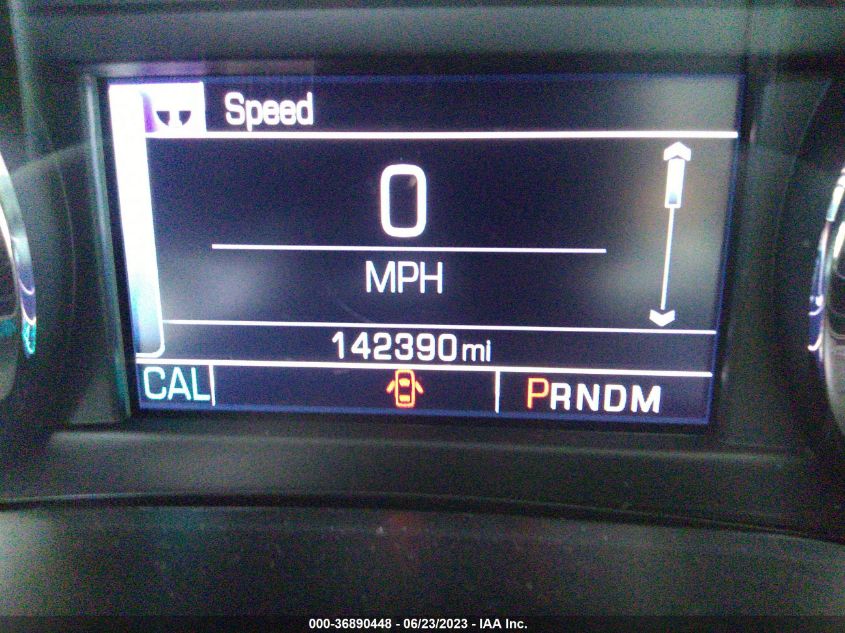 Speed
0
MPH
142390 mi
CAL PRNDM
000-36890448 - 06/23/2023 - IAA Inc.